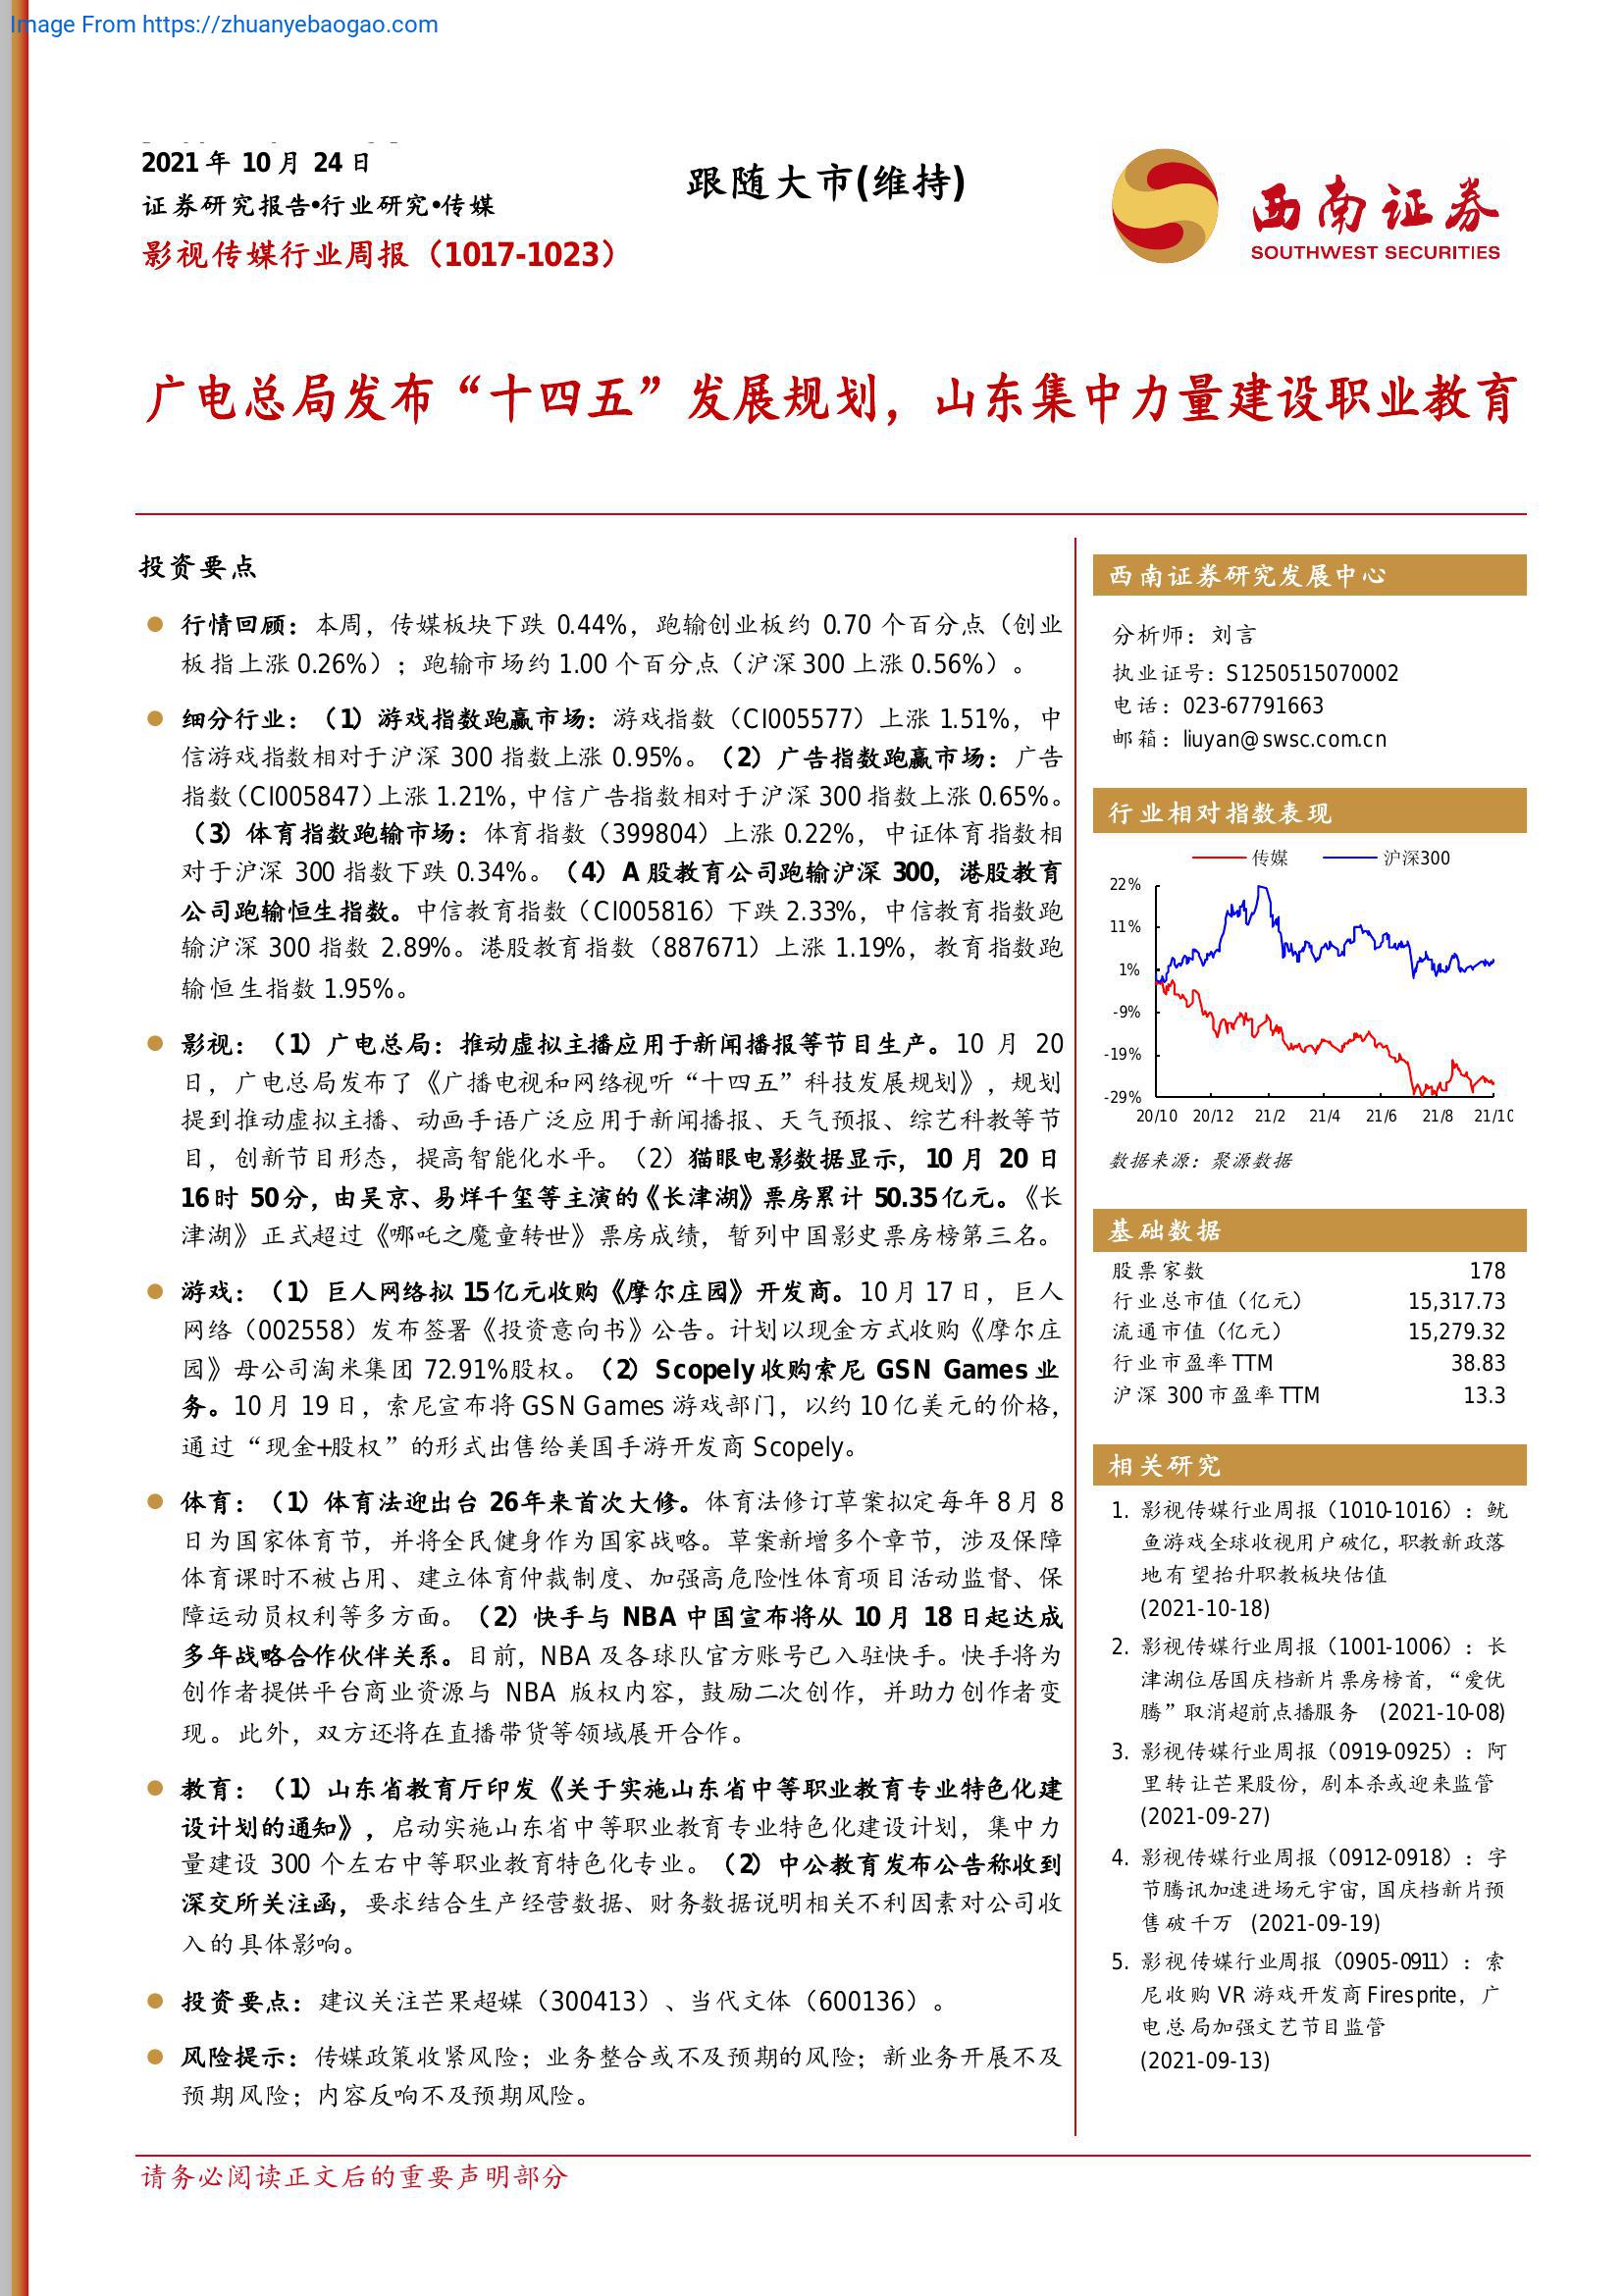 Image From https://zhuanyebaogao.com
2021 年 10 月 24 日
证券研究报告•行业研究•传媒
影视传媒行业周报（1017-1023）
跟随大市(维持)
西南证券
SOUTHWEST SECURITIES
广电总局发布“十四五”发展规划，山东集中力量建设职业教育
投资要点
行情回顾：本周，传媒板块下跌 0.44%，跑输创业板约 0.70 个百分点（创业
板指上涨 0.26%）；跑输市场约 1.00 个百分点（沪深 300 上涨 0.56%）。
细分行业：（1）游戏指数跑赢市场：游戏指数（CI005577）上涨 1.51%，中
信游戏指数相对于沪深 300 指数上涨 0.95%。（2）广告指数跑赢市场：广告
指数（CI005847）上涨 1.21%，中信广告指数相对于沪深 300 指数上涨 0.65%。
（3）体育指数跑输市场：体育指数（399804）上涨 0.22%，中证体育指数相
对于沪深 300 指数下跌 0.34%。（4）A 股教育公司跑输沪深 300，港股教育
公司跑输恒生指数。中信教育指数（CI005816）下跌 2.33%，中信教育指数跑
输沪深 300 指数 2.89%。港股教育指数（887671）上涨 1.19%，教育指数跑
输恒生指数 1.95%。
影视：（1）广电总局：推动虚拟主播应用于新闻播报等节目生产。10 月 20
日，广电总局发布了《广播电视和网络视听“十四五”科技发展规划》，规划
提到推动虚拟主播、动画手语广泛应用于新闻播报、天气预报、综艺科教等节
目，创新节目形态，提高智能化水平。（2）猫眼电影数据显示，10 月 20 日
16时 50分，由吴京、易烊千玺等主演的《长津湖》票房累计 50.35亿元。《长
津湖》正式超过《哪吒之魔童转世》票房成绩，暂列中国影史票房榜第三名。
游戏：（1）巨人网络拟 15亿元收购《摩尔庄园》开发商。10 月 17 日，巨人
网络（002558）发布签署《投资意向书》公告。计划以现金方式收购《摩尔庄
园》母公司淘米集团 72.91%股权。（2）Scopely 收购索尼 GSN Games 业
务。10 月 19 日，索尼宣布将 GSN Games 游戏部门，以约 10 亿美元的价格，
通过“现金+股权”的形式出售给美国手游开发商 Scopely。
体育：（1）体育法迎出台 26年来首次大修。体育法修订草案拟定每年 8 月 8
日为国家体育节，并将全民健身作为国家战略。草案新增多个章节，涉及保障
体育课时不被占用、建立体育仲裁制度、加强高危险性体育项目活动监督、保
障运动员权利等多方面。（2）快手与 NBA 中国宣布将从 10 月 18 日起达成
多年战略合作伙伴关系。目前，NBA 及各球队官方账号已入驻快手。快手将为
创作者提供平台商业资源与 NBA 版权内容，鼓励二次创作，并助力创作者变
现。此外，双方还将在直播带货等领域展开合作。
教育：（1）山东省教育厅印发《关于实施山东省中等职业教育专业特色化建
设计划的通知》，启动实施山东省中等职业教育专业特色化建设计划，集中力
量建设 300 个左右中等职业教育特色化专业。（2）中公教育发布公告称收到
深交所关注函，要求结合生产经营数据、财务数据说明相关不利因素对公司收
入的具体影响。
投资要点：建议关注芒果超媒（300413）、当代文体（600136）。
风险提示：传媒政策收紧风险；业务整合或不及预期的风险；新业务开展不及
预期风险；内容反响不及预期风险。
西南证券研究发展中心
分析师：刘言
执业证号：S1250515070002
电话：023-67791663
邮箱：liuyan@swsc.com.cn
行业相对指数表现
传媒 沪深300
22%
11%
1%
-9%
-19%
-29%
20/10 20/12 21/2 21/4 21/6 21/8 21/10
数据来源：聚源数据
基础数据
股票家数 178
行业总市值（亿元） 15,317.73
流通市值（亿元） 15,279.32
行业市盈率 TTM 38.83
沪深 300 市盈率 TTM 13.3
相关研究
1. 影视传媒行业周报（1010-1016）：鱿
鱼游戏全球收视用户破亿，职教新政落
地有望抬升职教板块估值
(2021-10-18)
2. 影视传媒行业周报（1001-1006）：长
津湖位居国庆档新片票房榜首，“爱优
腾”取消超前点播服务 (2021-10-08)
3. 影视传媒行业周报（0919-0925）：阿
里转让芒果股份，剧本杀或迎来监管
(2021-09-27)
4. 影视传媒行业周报（0912-0918）：字
节腾讯加速进场元宇宙，国庆档新片预
售破千万 (2021-09-19)
5. 影视传媒行业周报（0905-0911）：索
尼收购 VR 游戏开发商 Firesprite，广
电总局加强文艺节目监管
(2021-09-13)
请务必阅读正文后的重要声明部分